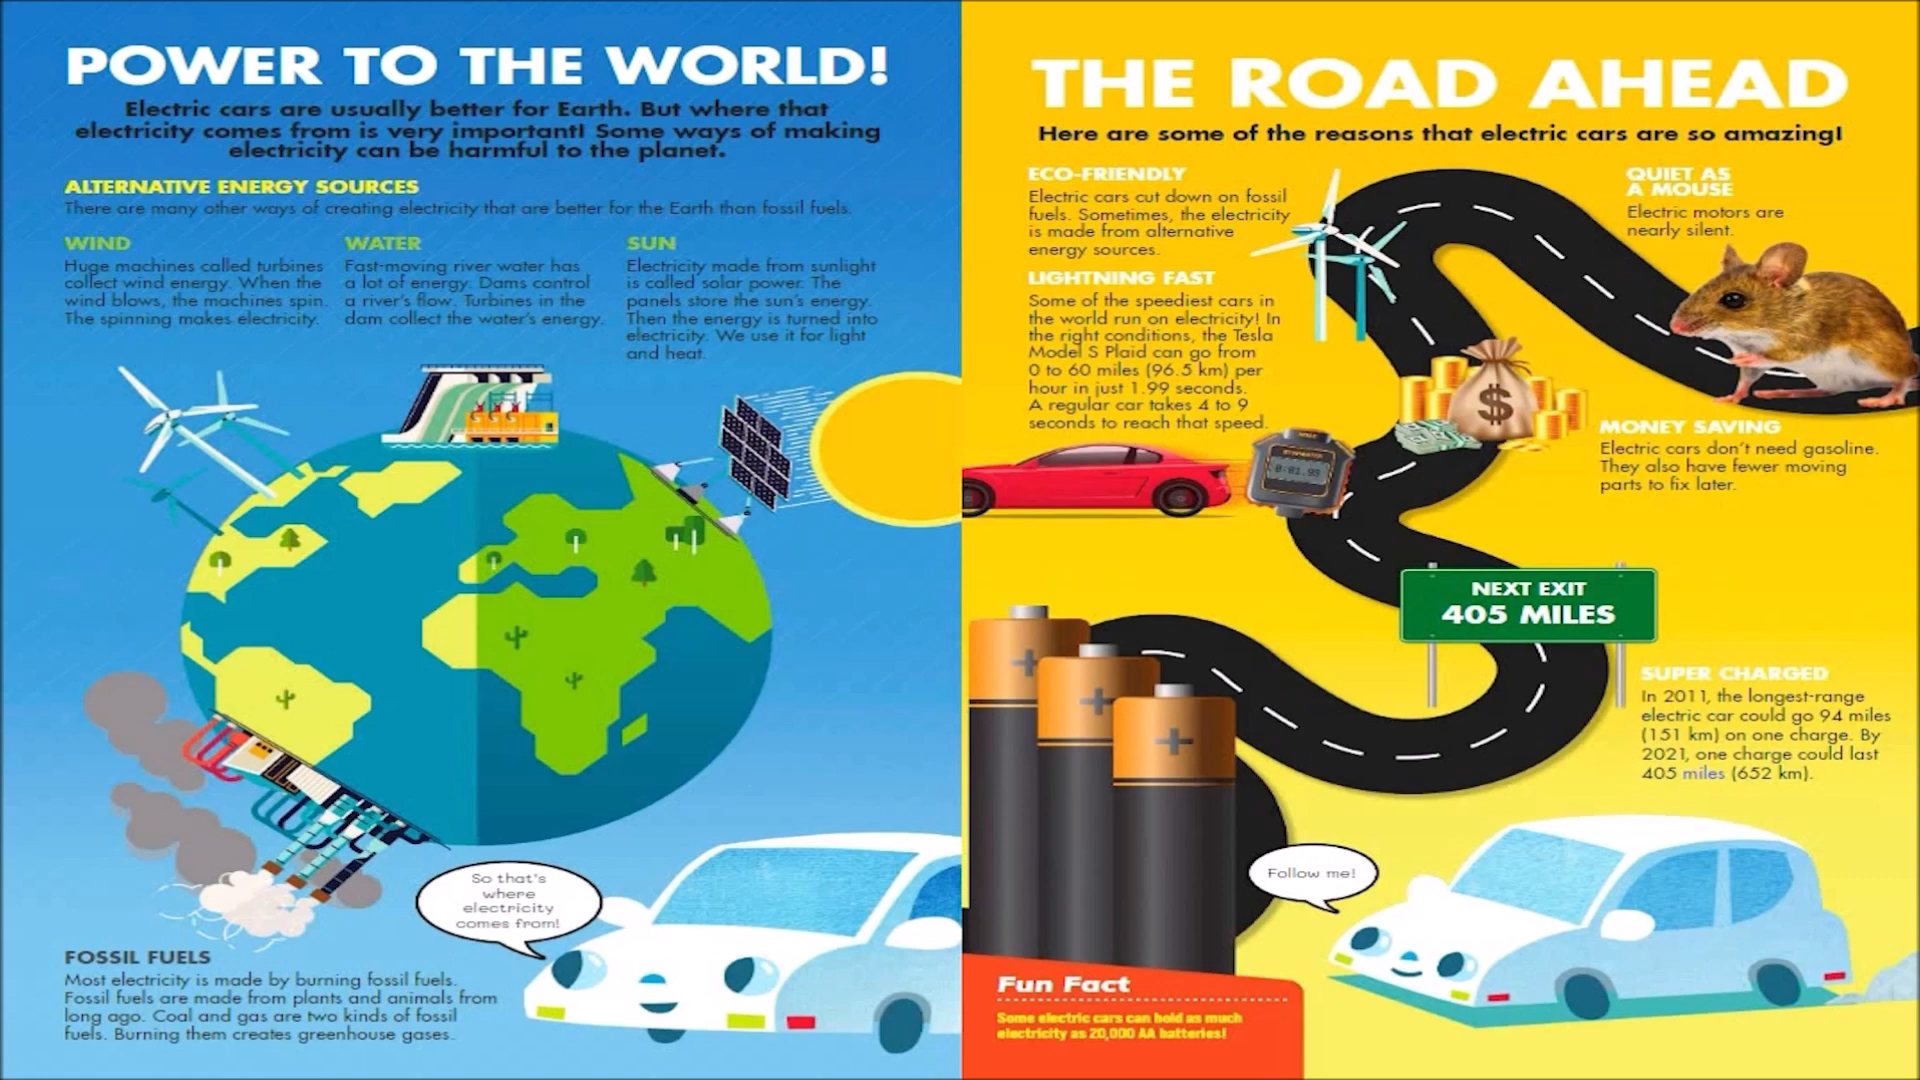 POWER TO THE WORLD!
Electric cars are usually better for Earth. But where that
electricity comes from is very important! Some ways of making
electricity can be harmful to the planet.
ALTERNATIVE ENERGY SOURCES
There are many other ways of creating electricity that are better for the Earth than fossil fuels.
WIND
Huge machines called turbines
collect wind energy. When the
wind blows, the machines spin.
The spinning makes electricity.
WATER
Fast-moving river water has
a lot of energy. Dams control
a river's flow. Turbines in the
dam collect the water's energy.
SUN
Electricity made from sunlight
is called solar power. The
panels store the sun's energy.
Then the energy is turned into
electricity. We use it for light
and heat.
So that's
where
electricity
comes from!
FOSSIL FUELS
Most electricity is made by burning fossil fuels.
Fossil fuels are made from plants and animals from
long ago. Coal and gas are two kinds of fossil
fuels. Burning them creates greenhouse gases.
THE ROAD AHEAD
Here are some of the reasons that electric cars are so amazing!
ECO-FRIENDLY
Electric cars cut down on fossil
fuels. Sometimes, the electricity
is made from alternative
energy sources.
LIGHTNING FAST
Some of the speediest cars in
the world run on electricity! In
the right conditions, the Tesla
Model S Plaid can go from
0 to 60 miles (96.5 km) per
hour in just 1.99 seconds.
A regular car takes 4 to 9
seconds to reach that speed.
0:01.99
QUIET AS
A MOUSE
Electric motors are
nearly silent.
$
MONEY SAVING
Electric cars don't need gasoline.
They also have fewer moving
parts to fix later.
NEXT EXIT
405 MILES
SUPER CHARGED
In 2011, the longest-range
electric car could go 94 miles
(151 km) on one charge. By
2021, one charge could last
405 miles (652 km).
+
+
+
Follow me!
Fun Fact
Some electric cars can hold as much
electricity as 20,000 AA batteries!